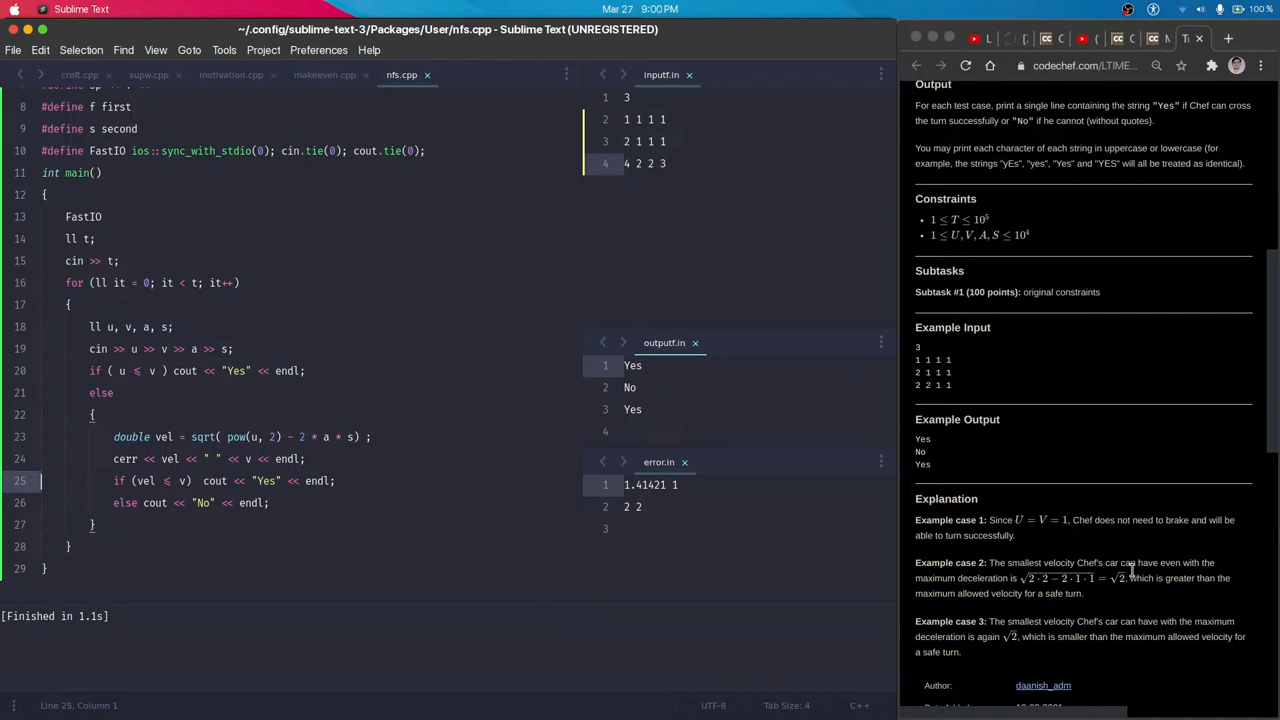 Sublime Text
Mar 27 9:00PM
100 %
~/.config/sublime-text-3/Packages/User/nfs.cpp - Sublime Text (UNREGISTERED)
File Edit Selection Find View Goto Tools Project Preferences Help
croft.cpp supw.cpp motivation.cpp makeeven.cpp nfs.cpp
8 #define f first
9 #define s second
10 #define FastIO ios::sync_with_stdio(0); cin.tie(0); cout.tie(0);
11 int main()
12 {
13 FastIO
14 ll t;
15 cin >> t;
16 for (ll it = 0; it < t; it++)
17 {
18 ll u, v, a, s;
19 cin >> u >> v >> a >> s;
20 if ( u ≤ v ) cout << "Yes" << endl;
21 else
22 {
23 double vel = sqrt( pow(u, 2) - 2 * a * s) ;
24 cerr << vel << " " << v << endl;
25 if (vel ≤ v) cout << "Yes" << endl;
26 else cout << "No" << endl;
27 }
28 }
29 }
[Finished in 1.1s]
Line 25, Column 1
UTF-8
Tab Size: 4
C++
inputf.in
1 3
2 1 1 1 1
3 2 1 1 1
4 4 2 2 3
outputf.in
1 Yes
2 No
3 Yes
4
error.in
1 1.41421 1
2 2 2
3
codechef.com/LTIME
Output
For each test case, print a single line containing the string "Yes" if Chef can cross
the turn successfully or "No" if he cannot (without quotes).
You may print each character of each string in uppercase or lowercase (for
example, the strings "yEs", "yes", "Yes" and "YES" will all be treated as identical).
Constraints
• 1 ≤ T ≤ 10⁵
• 1 ≤ U, V, A, S ≤ 10⁴
Subtasks
Subtask #1 (100 points): original constraints
Example Input
3
1 1 1 1
2 1 1 1
2 2 1 1
Example Output
Yes
No
Yes
Explanation
Example case 1: Since U = V = 1, Chef does not need to brake and will be
able to turn successfully.
Example case 2: The smallest velocity Chef's car can have even with the
maximum deceleration is √2 · 2 − 2 · 1 · 1 = √2, which is greater than the
maximum allowed velocity for a safe turn.
Example case 3: The smallest velocity Chef's car can have with the maximum
deceleration is again √2, which is smaller than the maximum allowed velocity for
a safe turn.
Author: daanish_adm